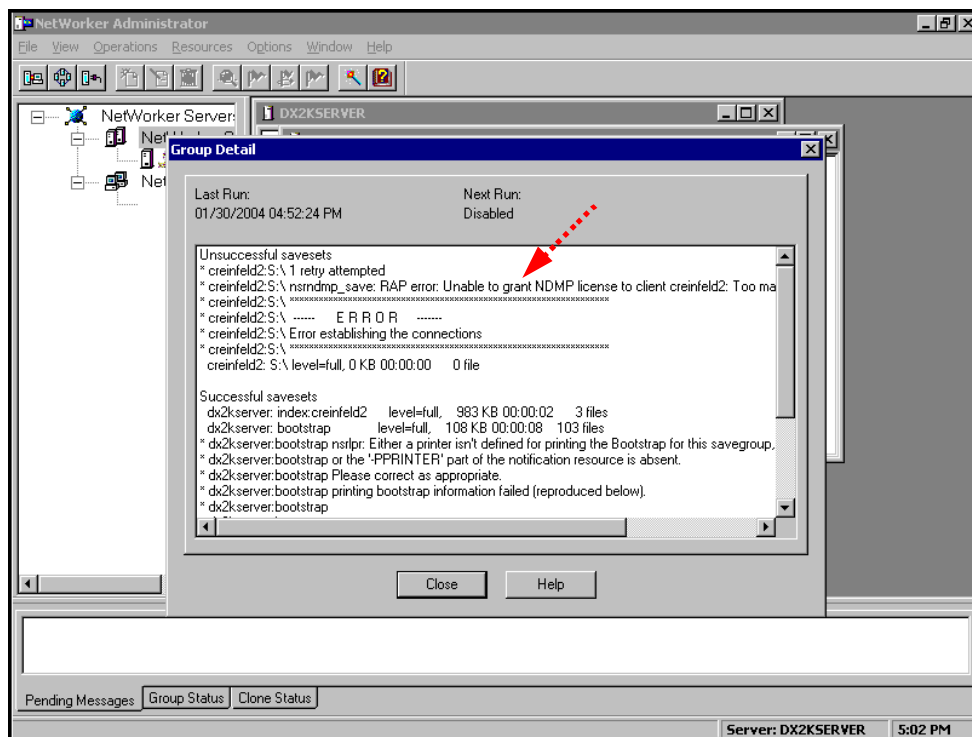 NetWorker Administrator
File View Operations Resources Options Window Help
NetWorker Server
DX2KSERVER
Net
Net
Group Detail
Last Run:
Next Run:
01/30/2004 04:52:24 PM
Disabled
Unsuccessful savesets
* creinfeld2:S:\ 1 retry attempted
* creinfeld2:S:\ nsrndmp_save: RAP error: Unable to grant NDMP license to client creinfeld2: Too ma
* creinfeld2:S:\ ************************************************************************
* creinfeld2:S:\ ------ E R R O R -------
* creinfeld2:S:\ Error establishing the connections
* creinfeld2:S:\ ************************************************************************
creinfeld2: S:\ level=full, 0 KB 00:00:00 0 file
Successful savesets
dx2kserver: index:creinfeld2 level=full, 983 KB 00:00:02 3 files
dx2kserver: bootstrap level=full, 108 KB 00:00:08 103 files
* dx2kserver:bootstrap nsrlpr: Either a printer isn't defined for printing the Bootstrap for this savegroup,
* dx2kserver:bootstrap or the '-PPRINTER' part of the notification resource is absent.
* dx2kserver:bootstrap Please correct as appropriate.
* dx2kserver:bootstrap printing bootstrap information failed (reproduced below).
* dx2kserver:bootstrap
Close
Help
Pending Messages
Group Status
Clone Status
Server: DX2KSERVER
5:02 PM